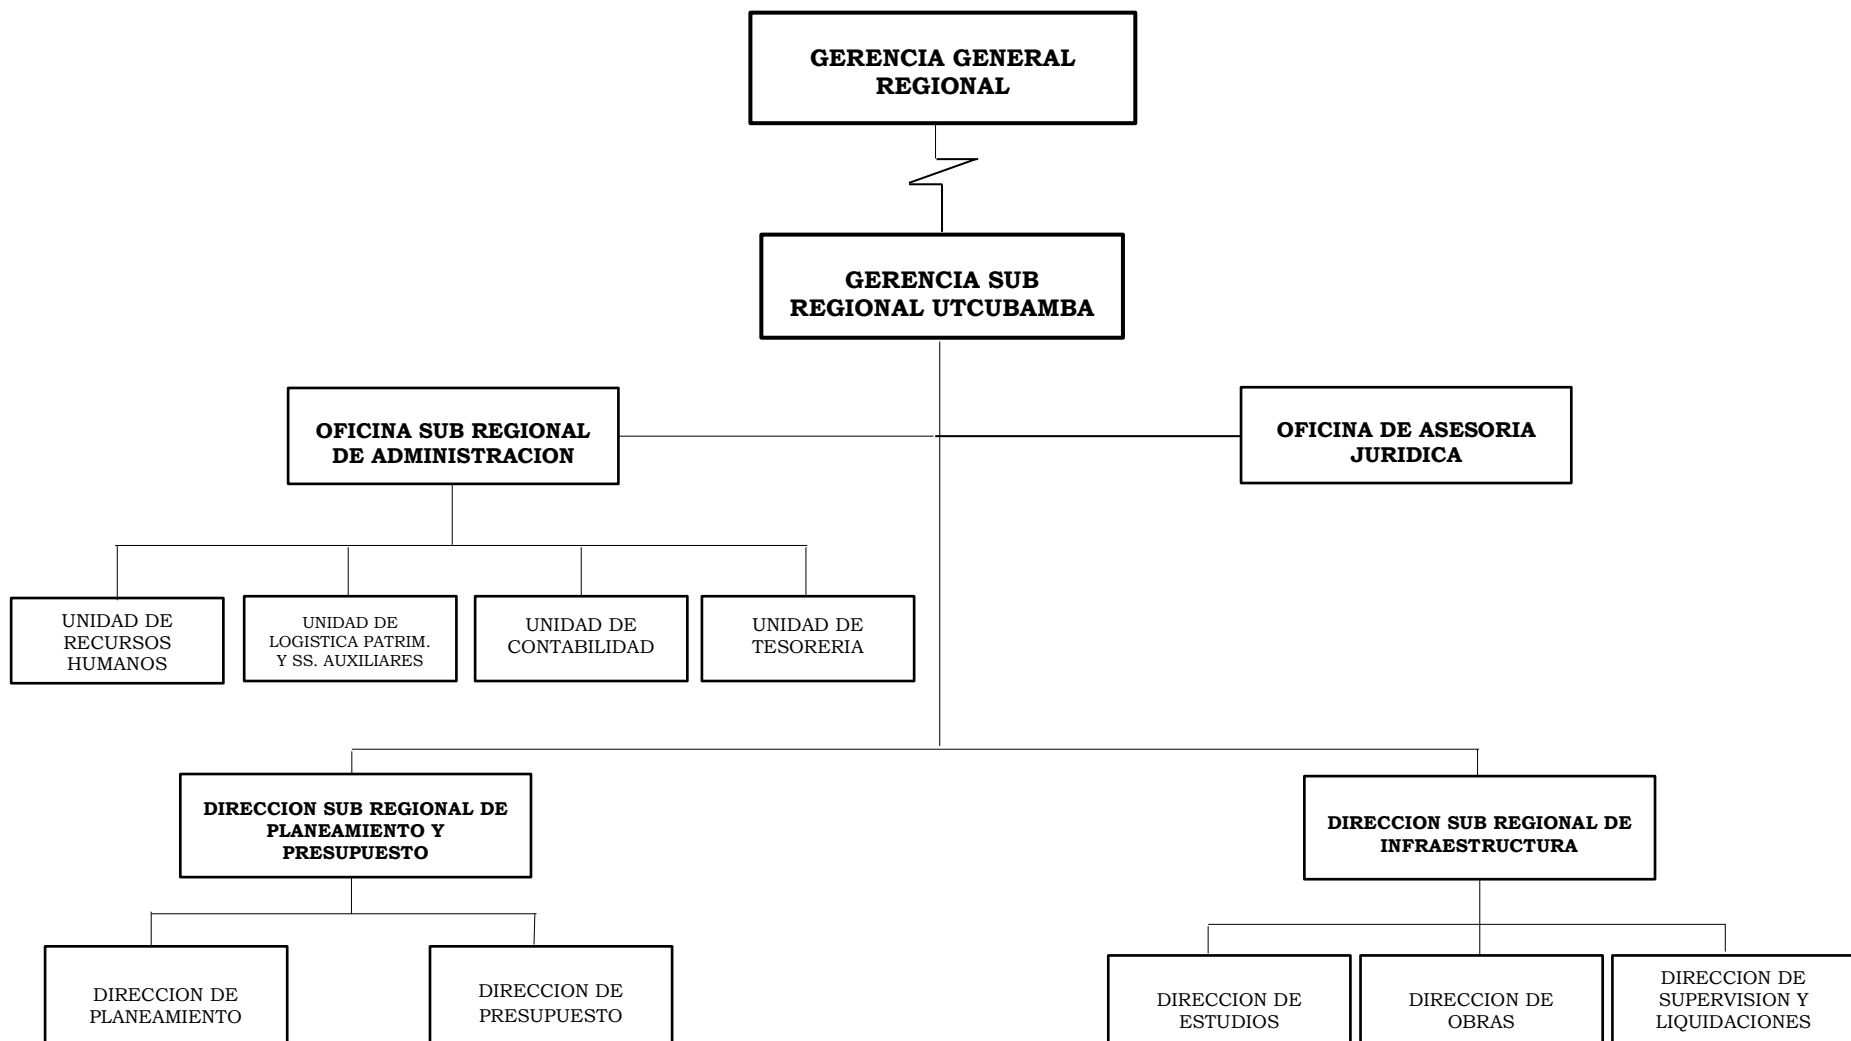 GERENCIA GENERAL
REGIONAL
GERENCIA SUB
REGIONAL UTCUBAMBA
OFICINA SUB REGIONAL
DE ADMINISTRACION
OFICINA DE ASESORIA
JURIDICA
UNIDAD DE
RECURSOS
HUMANOS
UNIDAD DE
LOGISTICA PATRIM.
Y SS. AUXILIARES
UNIDAD DE
CONTABILIDAD
UNIDAD DE
TESORERIA
DIRECCION SUB REGIONAL DE
PLANEAMIENTO Y
PRESUPUESTO
DIRECCION SUB REGIONAL DE
INFRAESTRUCTURA
DIRECCION DE
PLANEAMIENTO
DIRECCION DE
PRESUPUESTO
DIRECCION DE
ESTUDIOS
DIRECCION DE
OBRAS
DIRECCION DE
SUPERVISION Y
LIQUIDACIONES